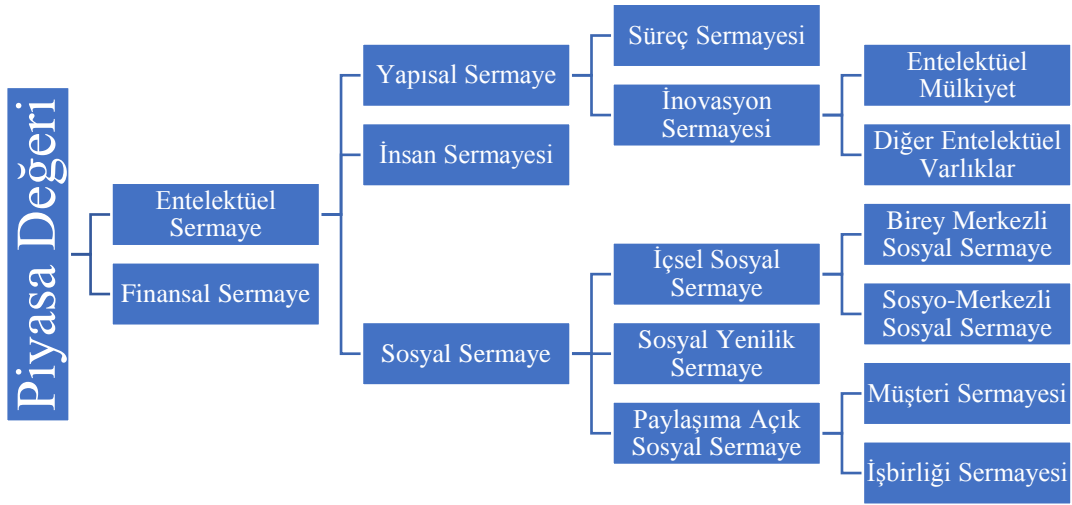 Piyasa Değeri
Entelektüel
Sermaye
Finansal Sermaye
Yapısal Sermaye
İnsan Sermayesi
Sosyal Sermaye
Süreç Sermayesi
İnovasyon
Sermayesi
İçsel Sosyal
Sermaye
Sosyal Yenilik
Sermaye
Paylaşıma Açık
Sosyal Sermaye
Entelektüel
Mülkiyet
Diğer Entelektüel
Varlıklar
Birey Merkezli
Sosyal Sermaye
Sosyo-Merkezli
Sosyal Sermaye
Müşteri Sermayesi
İşbirliği Sermayesi